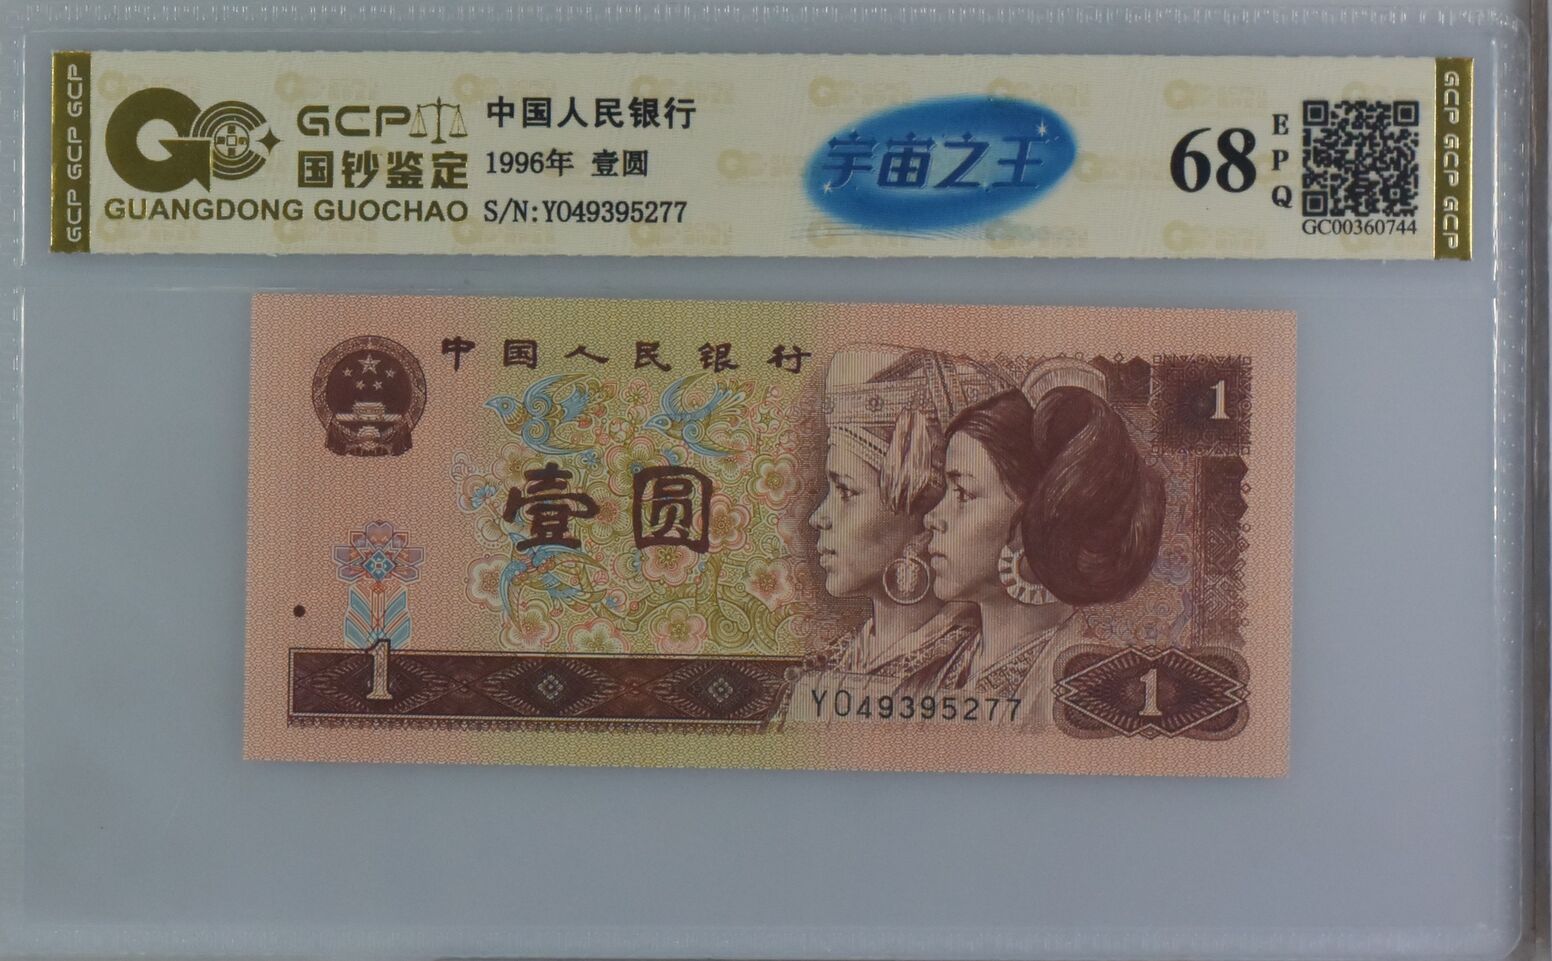 GCP GCP GCP
GCP
国钞鉴定
GUANGDONG GUOCHAO
中国人民银行
1996年 壹圆
S/N:YO49395277
宇宙之王
68
E
P
Q
GC00360744
GCP GCP GCP
中国人民银行
1
壹圆
1
YO49395277
1